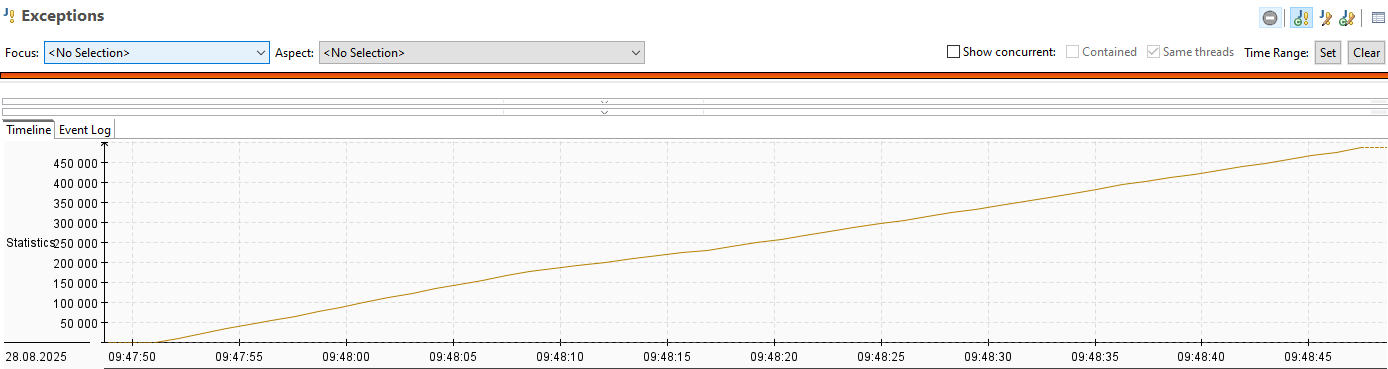 Exceptions
Focus: <No Selection> Aspect: <No Selection> Show concurrent: Contained Same threads Time Range: Set Clear
Timeline Event Log
450 000
400 000
350 000
300 000
Statistics 250 000
200 000
150 000
100 000
50 000
28.08.2025 09:47:50 09:47:55 09:48:00 09:48:05 09:48:10 09:48:15 09:48:20 09:48:25 09:48:30 09:48:35 09:48:40 09:48:45